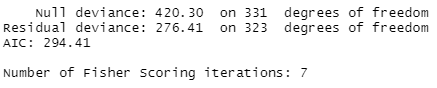 Null deviance: 420.30  on 331  degrees of freedom
Residual deviance: 276.41  on 323  degrees of freedom
AIC: 294.41
Number of Fisher Scoring iterations: 7